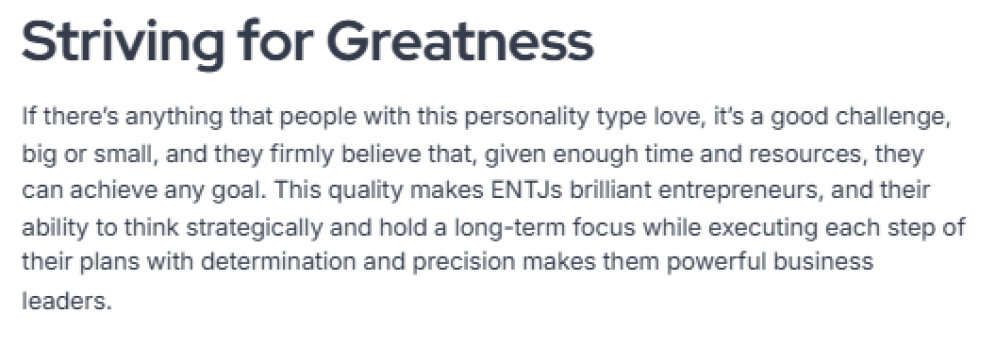 Striving for Greatness
If there’s anything that people with this personality type love, it’s a good challenge,
big or small, and they firmly believe that, given enough time and resources, they
can achieve any goal. This quality makes ENTJs brilliant entrepreneurs, and their
ability to think strategically and hold a long-term focus while executing each step of
their plans with determination and precision makes them powerful business
leaders.